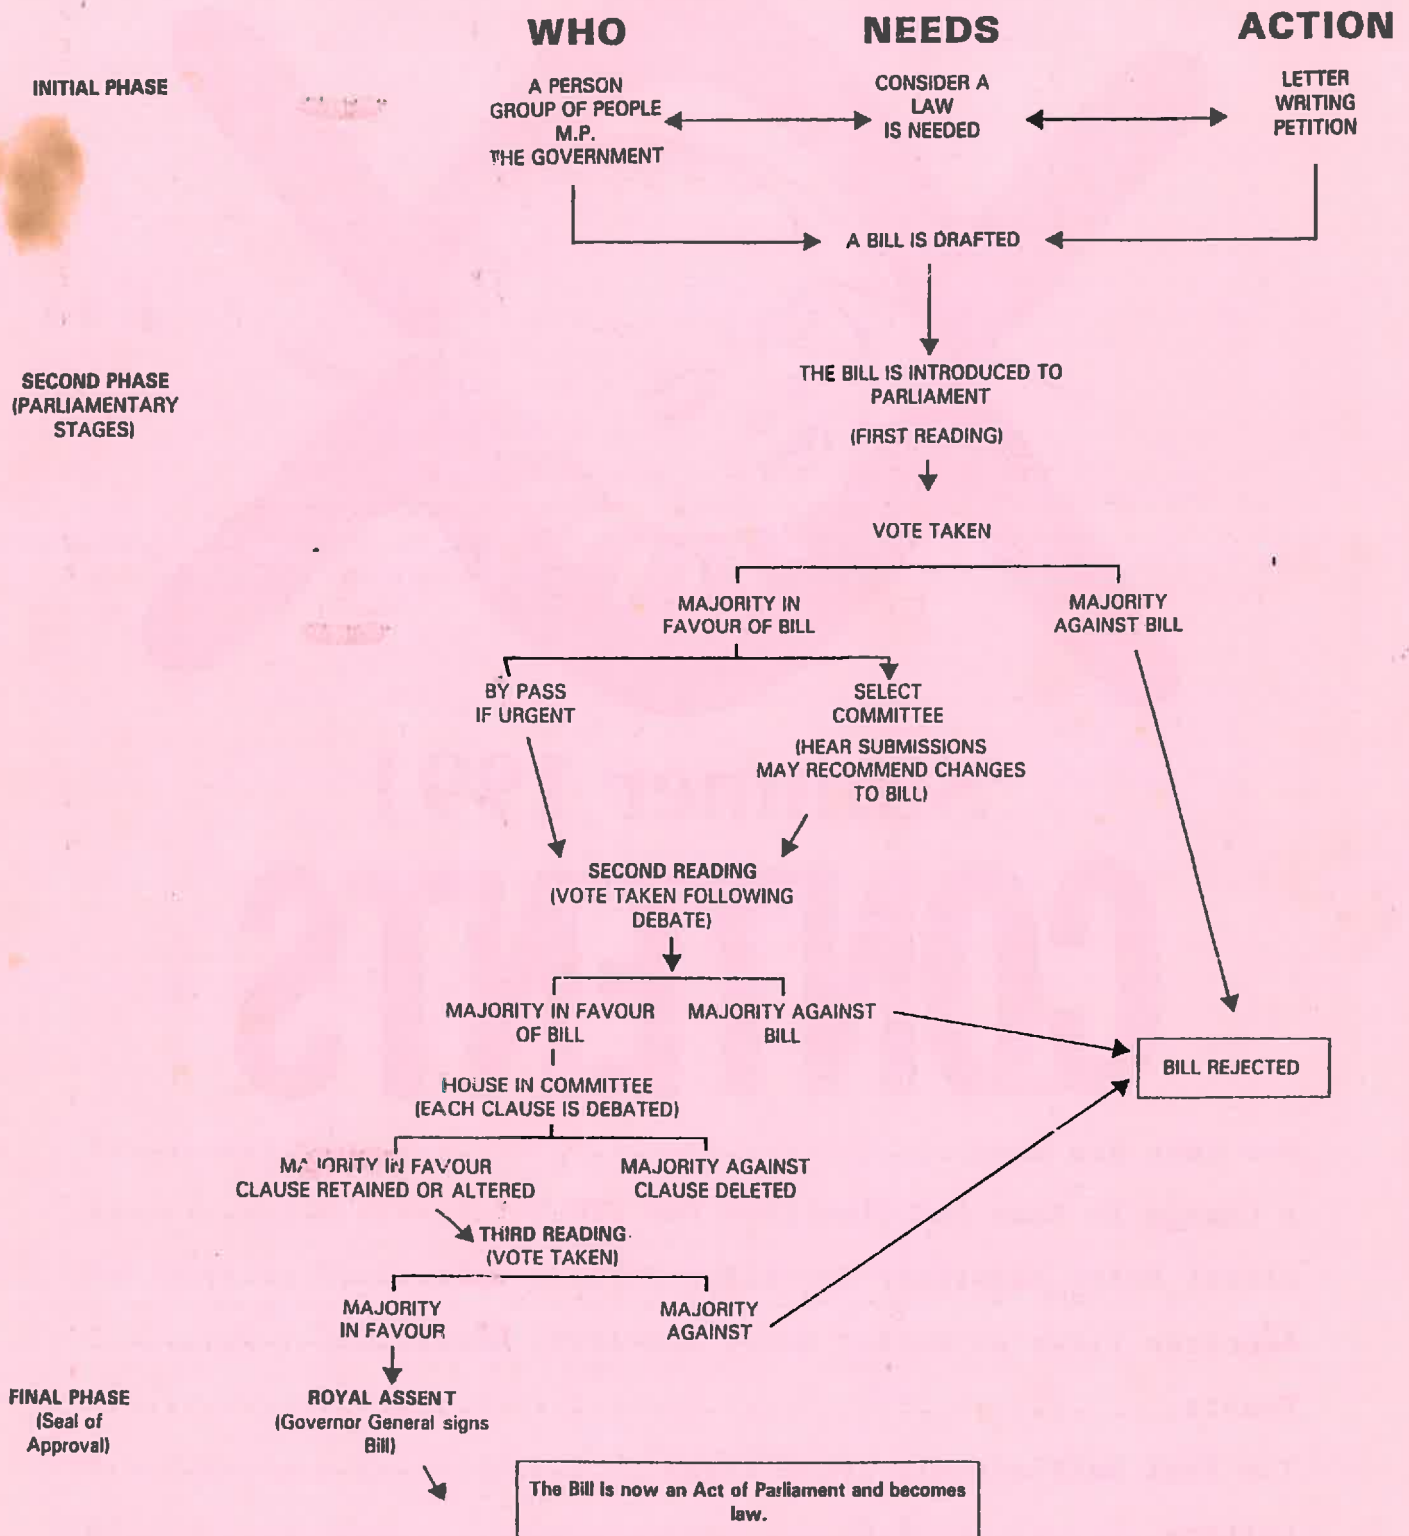 WHO
NEEDS
ACTION
INITIAL PHASE
A PERSON
GROUP OF PEOPLE
M.P.
THE GOVERNMENT
CONSIDER A
LAW
IS NEEDED
LETTER
WRITING
PETITION
A BILL IS DRAFTED
SECOND PHASE
(PARLIAMENTARY
STAGES)
THE BILL IS INTRODUCED TO
PARLIAMENT
(FIRST READING)
VOTE TAKEN
MAJORITY IN
FAVOUR OF BILL
MAJORITY
AGAINST BILL
BY PASS
IF URGENT
SELECT
COMMITTEE
(HEAR SUBMISSIONS
MAY RECOMMEND CHANGES
TO BILL)
SECOND READING
(VOTE TAKEN FOLLOWING
DEBATE)
MAJORITY IN FAVOUR
OF BILL
MAJORITY AGAINST
BILL
BILL REJECTED
HOUSE IN COMMITTEE
(EACH CLAUSE IS DEBATED)
MAJORITY IN FAVOUR
CLAUSE RETAINED OR ALTERED
MAJORITY AGAINST
CLAUSE DELETED
THIRD READING
(VOTE TAKEN)
MAJORITY
IN FAVOUR
MAJORITY
AGAINST
FINAL PHASE
(Seal of
Approval)
ROYAL ASSENT
(Governor General signs
Bill)
The Bill is now an Act of Parliament and becomes
law.